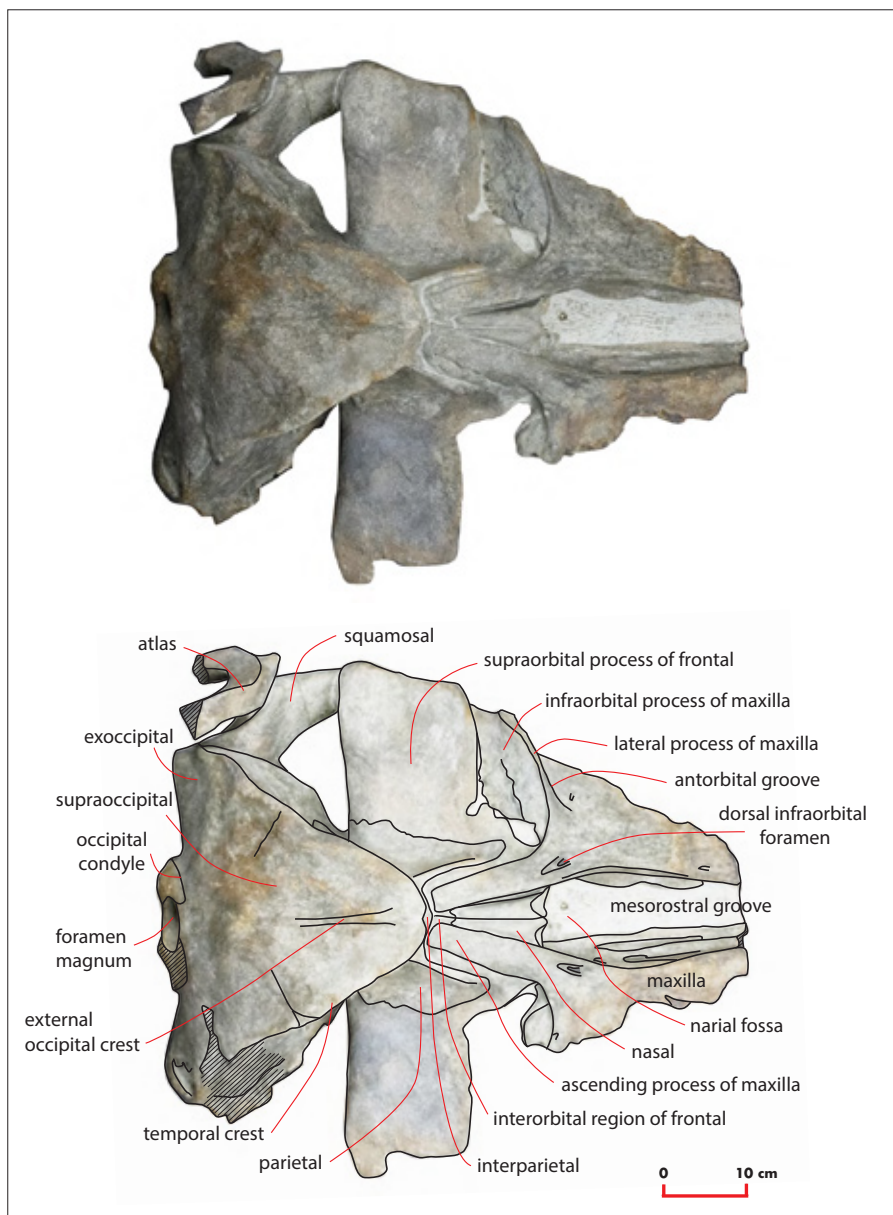 atlas
squamosal
supraorbital process of frontal
infraorbital process of maxilla
exoccipital
lateral process of maxilla
antorbital groove
supraoccipital
dorsal infraorbital
foramen
occipital
condyle
mesorostral groove
foramen
magnum
maxilla
external
occipital crest
narial fossa
nasal
ascending process of maxilla
temporal crest
interorbital region of frontal
parietal
interparietal
0 10 cm